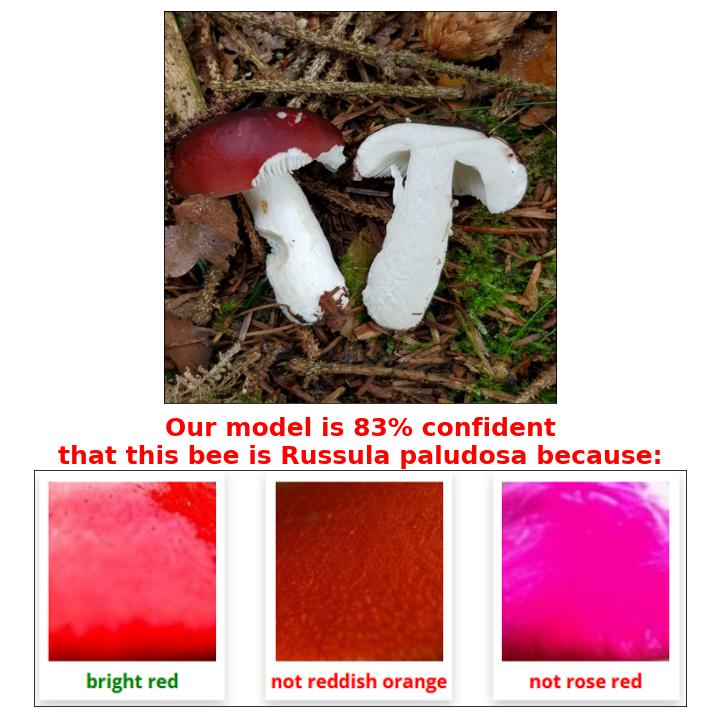 Our model is 83% confident
that this bee is Russula paludosa because:
bright red
not reddish orange
not rose red